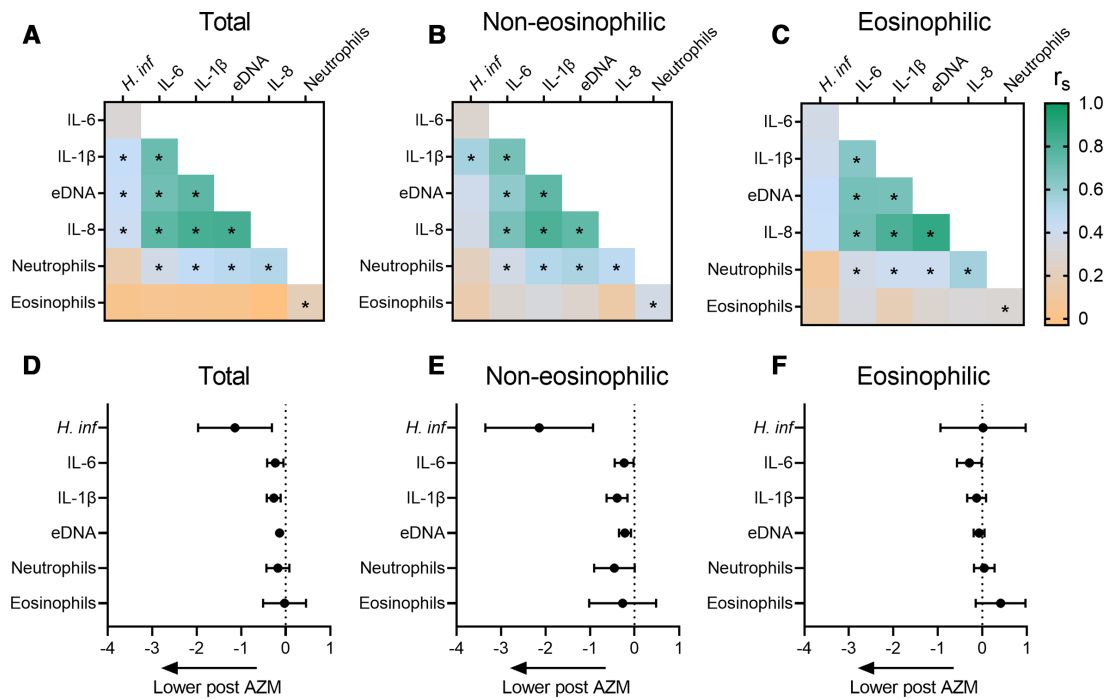 A
Total
H. inf
IL-6
IL-1β
eDNA
IL-8
Neutrophils
IL-6
IL-1β *  *
eDNA *  *  *
IL-8 *  *  *  *
Neutrophils *  *  *  *
Eosinophils *
B
Non-eosinophilic
H. inf
IL-6
IL-1β
eDNA
IL-8
Neutrophils
IL-6
IL-1β *  *
eDNA *  *
IL-8 *  *  *
Neutrophils *  *  *  *
Eosinophils *
C
Eosinophilic
H. inf
IL-6
IL-1β
eDNA
IL-8
Neutrophils
IL-6
IL-1β *
eDNA *  *
IL-8 *  *  *
Neutrophils *  *  *  *
Eosinophils *
rs
1.0
0.8
0.6
0.4
0.2
0
D
Total
H. inf
IL-6
IL-1β
eDNA
Neutrophils
Eosinophils
-4 -3 -2 -1 0 1
Lower post AZM
E
Non-eosinophilic
H. inf
IL-6
IL-1β
eDNA
Neutrophils
Eosinophils
-4 -3 -2 -1 0 1
Lower post AZM
F
Eosinophilic
H. inf
IL-6
IL-1β
eDNA
Neutrophils
Eosinophils
-4 -3 -2 -1 0 1
Lower post AZM